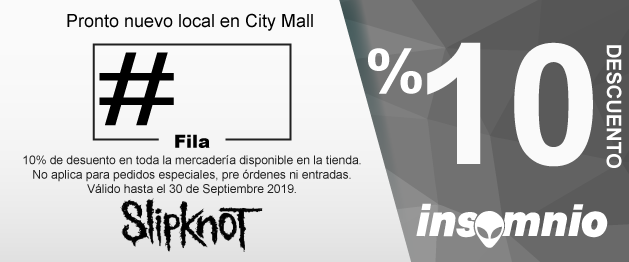 Pronto nuevo local en City Mall
#
Fila
10% de desuento en toda la mercadería disponible en la tienda.
No aplica para pedidos especiales, pre órdenes ni entradas.
Válido hasta el 30 de Septiembre 2019.
Slipknot
%10
DESCUENTO
insomnio